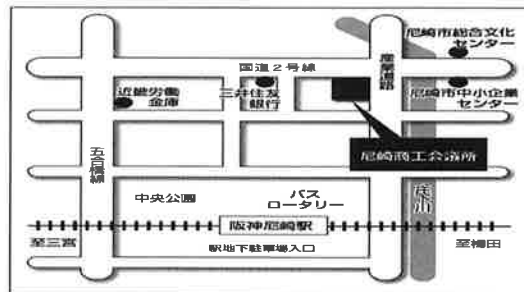 尼崎市総合文化
センター
国道2号線
産業道路
近畿労働
金庫
三井住友
銀行
尼崎市中小企業
センター
尼崎商工会議所
五合橋線
中央公園
バス
ロータリー
庄下川
阪神尼崎駅
至三宮
駅地下駐車場入口
至梅田